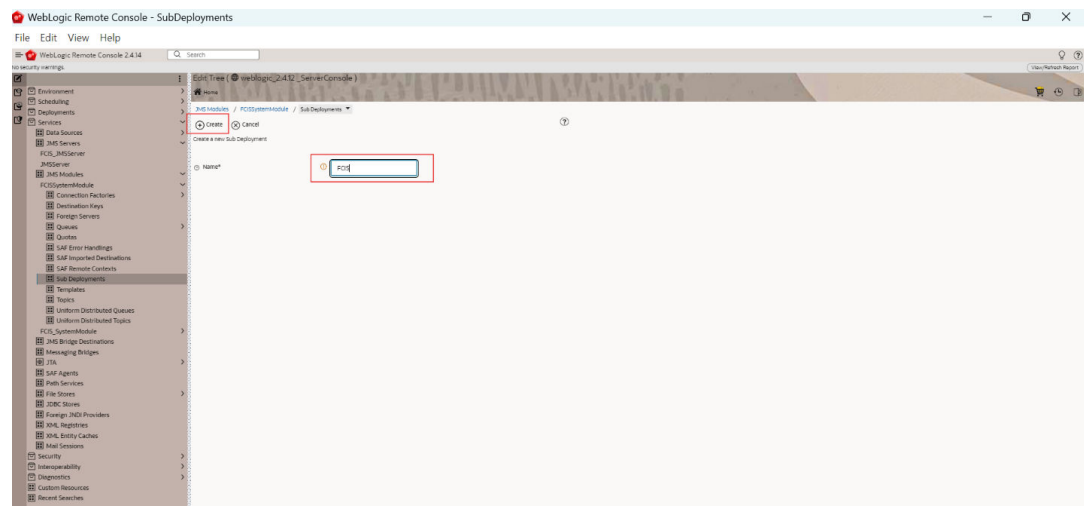 WebLogic Remote Console - SubDeployments
File Edit View Help
WebLogic Remote Console 2.4.14
Search
No security warnings.
View/Refresh Report
Edit Tree ( weblogic_2.4.12_ServerConsole )
Home
JMS Modules / FCISSystemModule / Sub Deployments
Create Cancel
Create a new Sub Deployment
Name*
FCIS
Environment
Scheduling
Deployments
Services
Data Sources
JMS Servers
FCIS_JMSServer
JMSServer
JMS Modules
FCISSystemModule
Connection Factories
Destination Keys
Foreign Servers
Queues
Quotas
SAF Error Handlings
SAF Imported Destinations
SAF Remote Contexts
Sub Deployments
Templates
Topics
Uniform Distributed Queues
Uniform Distributed Topics
FCIS_SystemModule
JMS Bridge Destinations
Messaging Bridges
JTA
SAF Agents
Path Services
File Stores
JDBC Stores
Foreign JNDI Providers
XML Registries
XML Entity Caches
Mail Sessions
Security
Interoperability
Diagnostics
Custom Resources
Recent Searches